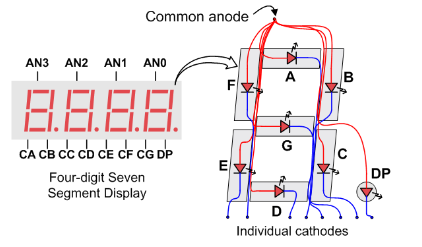 Common anode
AN3 AN2 AN1 AN0
A
F
B
G
E
C
DP
D
CA CB CC CD CE CF CG DP
Four-digit Seven
Segment Display
Individual cathodes